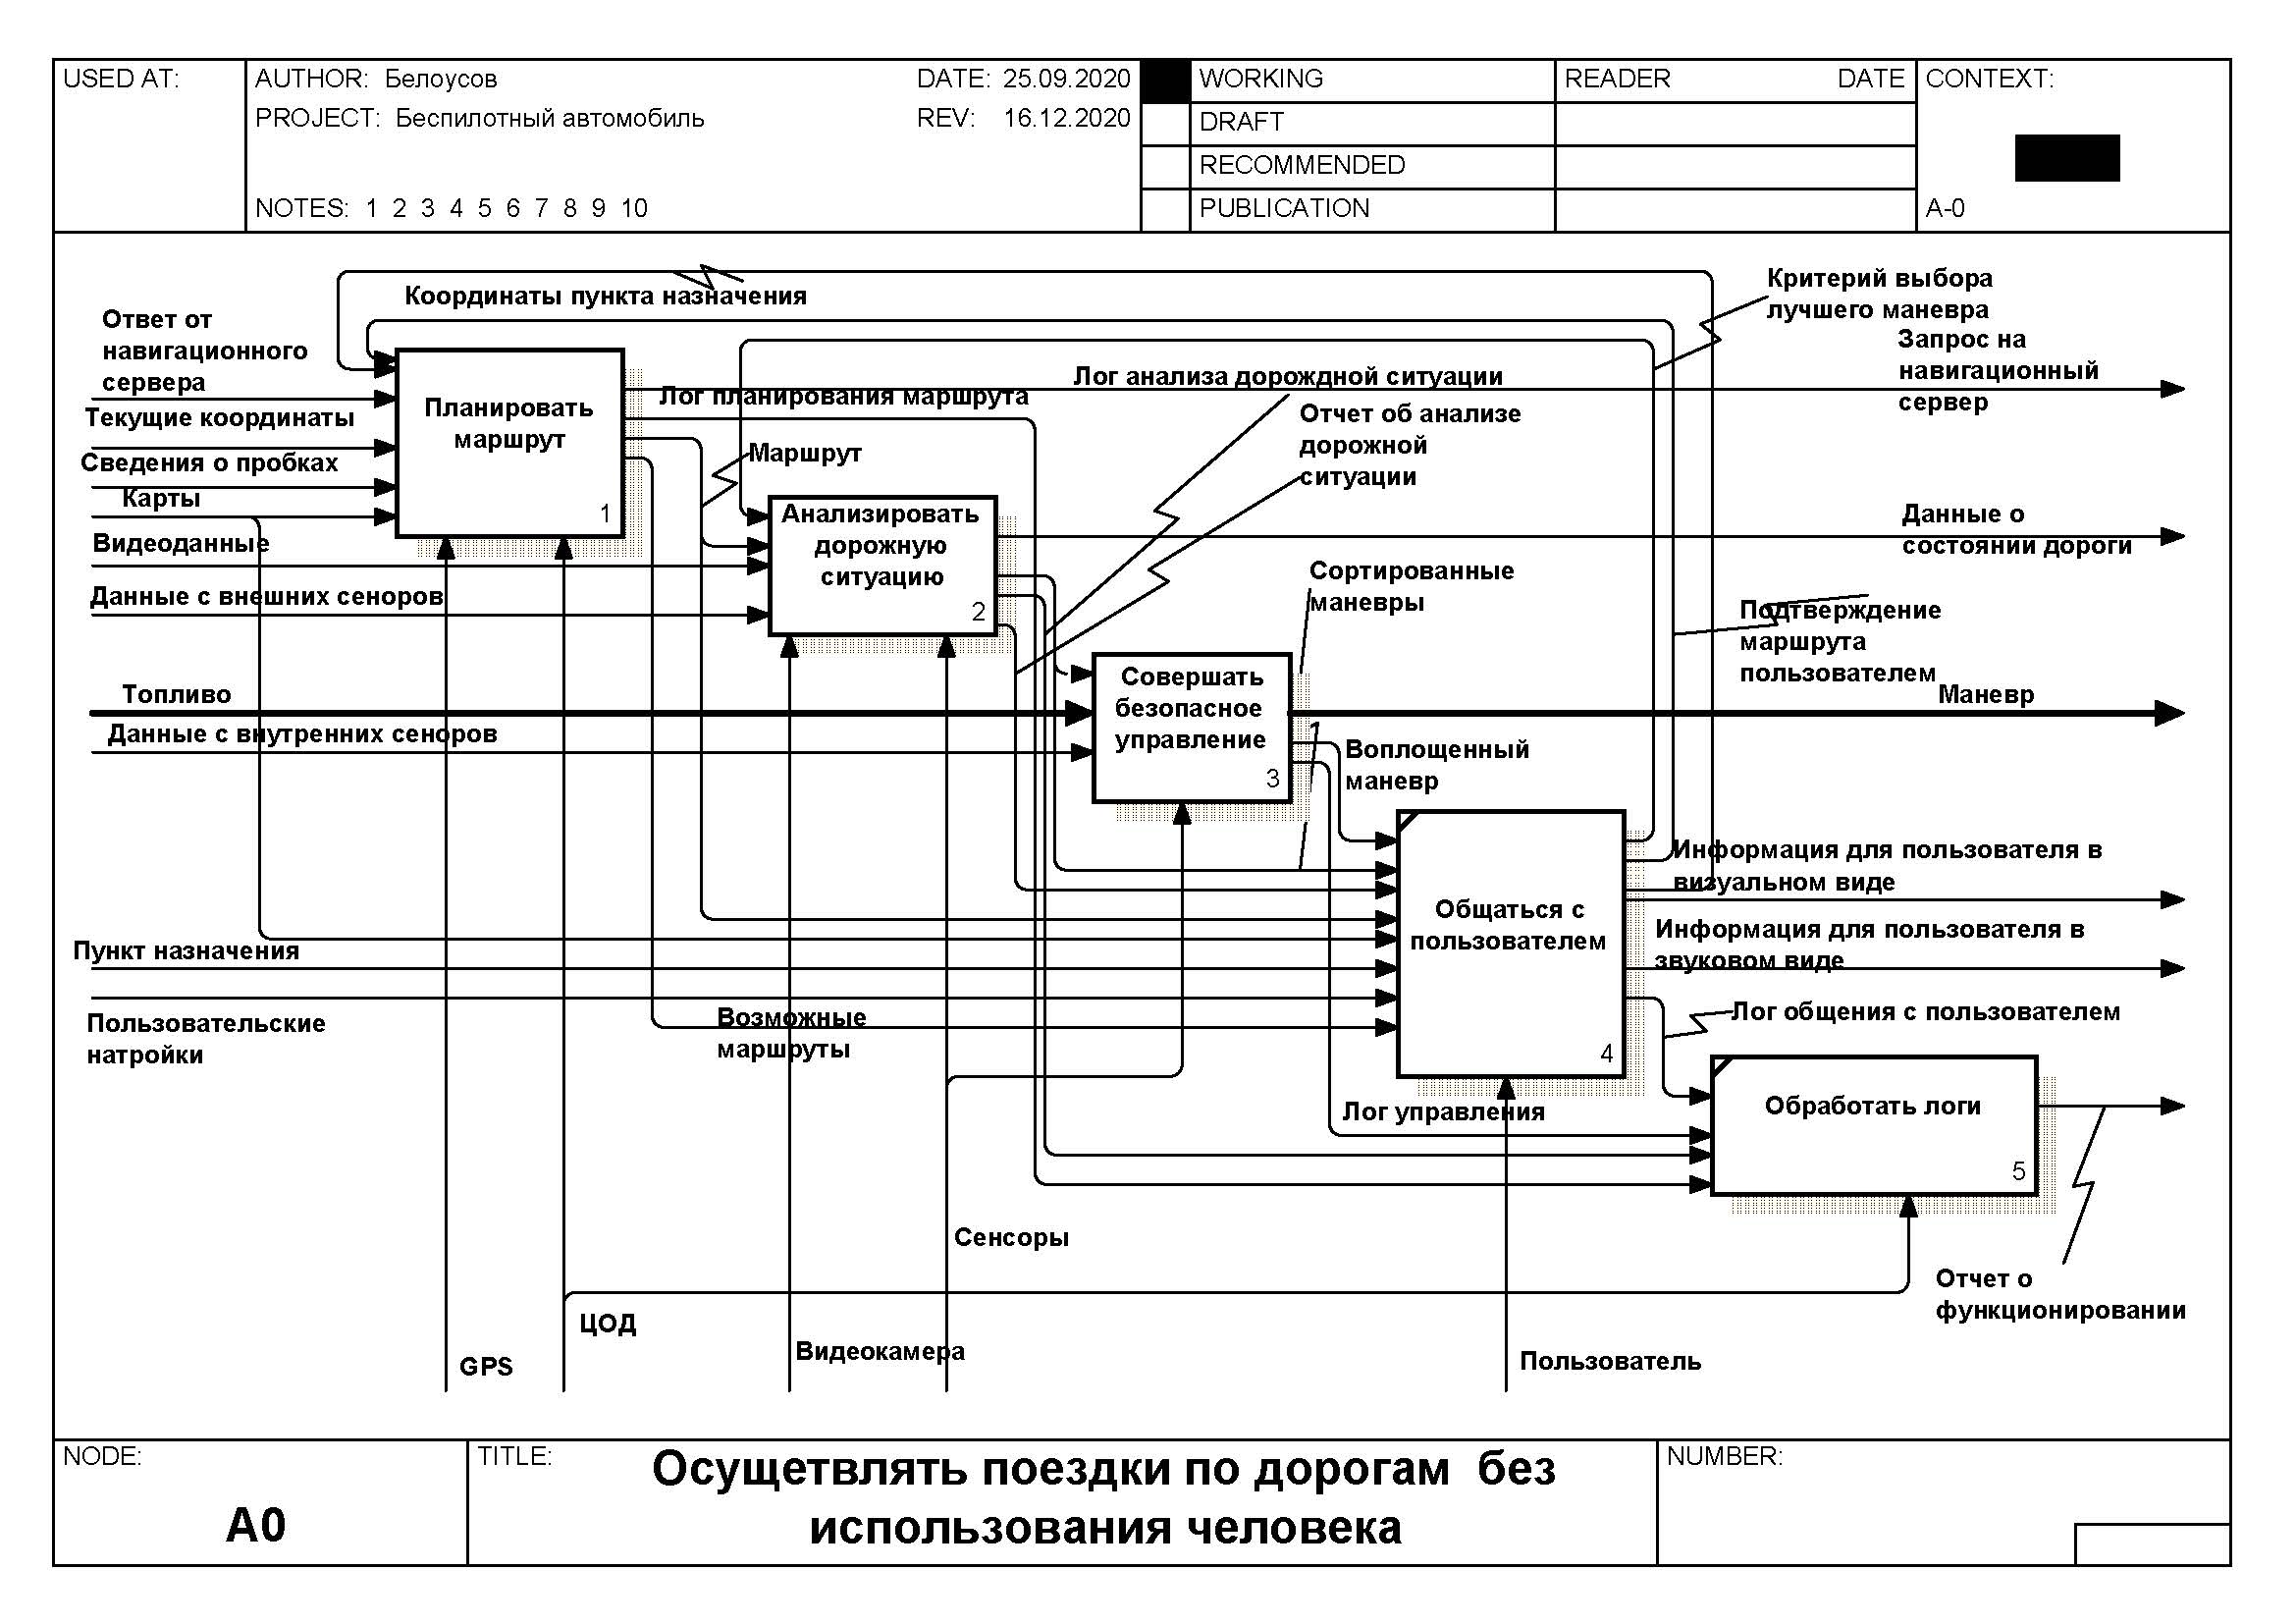 USED AT:
AUTHOR: Белоусов
DATE: 25.09.2020
PROJECT: Беспилотный автомобиль
REV: 16.12.2020
NOTES: 1 2 3 4 5 6 7 8 9 10
WORKING
DRAFT
RECOMMENDED
PUBLICATION
READER DATE
CONTEXT:
A-0
Координаты пункта назначения
Критерий выбора
лучшего маневра
Ответ от
навигационного
сервера
Запрос на
навигационный
сервер
Текущие координаты
Сведения о пробках
Карты
Видеоданные
Данные с внешних сеноров
Планировать
маршрут
1
Лог планирования маршрута
Лог анализа дорождной ситуации
Отчет об анализе
дорожной
ситуации
Маршрут
Анализировать
дорожную
ситуацию
2
Данные о
состоянии дороги
Сортированные
маневры
Подтверждение
маршрута
пользователем
Топливо
Данные с внутренних сеноров
Совершать
безопасное
управление
3
Маневр
Воплощенный
маневр
Информация для пользователя в
визуальном виде
Общаться с
пользователем
4
Информация для пользователя в
звуковом виде
Пункт назначения
Пользовательские
натройки
Возможные
маршруты
Лог общения с пользователем
Лог управления
Обработать логи
5
Сенсоры
Отчет о
функционировании
ЦОД
GPS
Видеокамера
Пользователь
NODE:
A0
TITLE:
Осущетвлять поездки по дорогам без
использования человека
NUMBER: